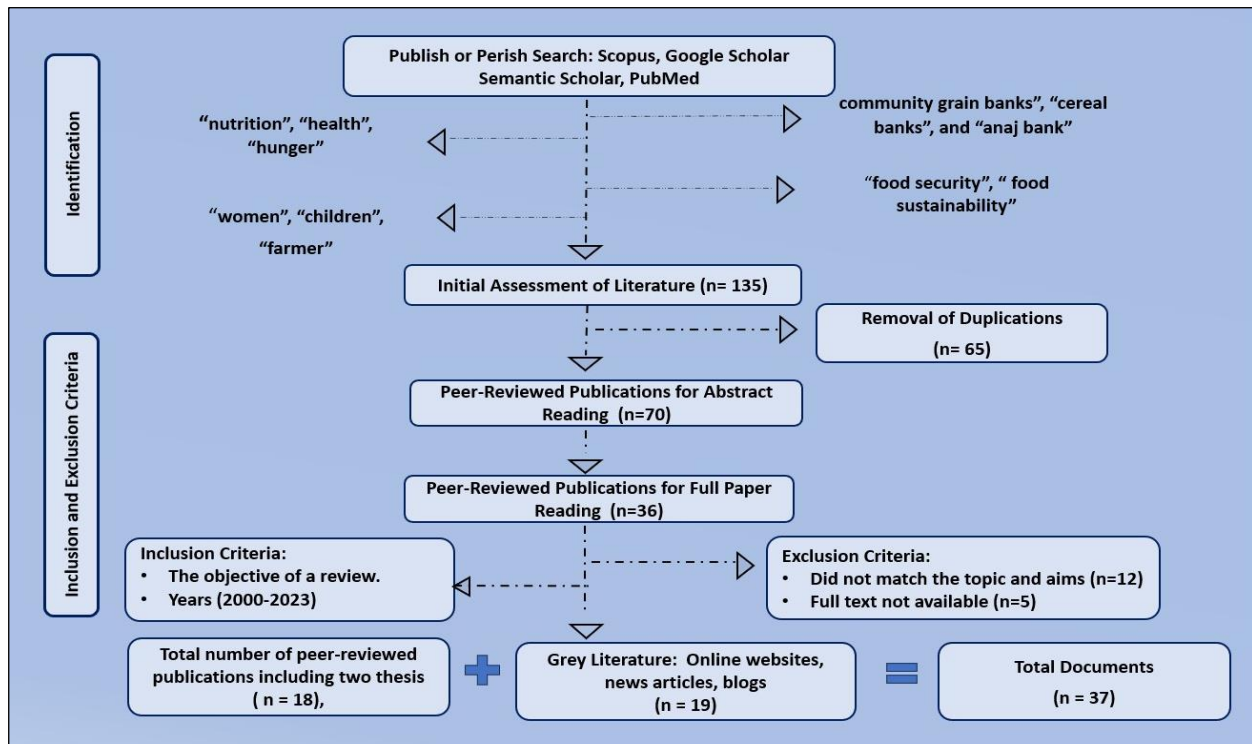 Identification
Publish or Perish Search: Scopus, Google Scholar
Semantic Scholar, PubMed
“nutrition”, “health”,
“hunger”
community grain banks”, “cereal
banks”, and “anaj bank”
“women”, “children”,
“farmer”
“food security”, “ food
sustainability”
Initial Assessment of Literature (n= 135)
Inclusion and Exclusion Criteria
Removal of Duplications
(n= 65)
Peer-Reviewed Publications for Abstract
Reading (n=70)
Peer-Reviewed Publications for Full Paper
Reading (n=36)
Inclusion Criteria:
• The objective of a review.
• Years (2000-2023)
Exclusion Criteria:
• Did not match the topic and aims (n=12)
• Full text not available (n=5)
Total number of peer-reviewed
publications including two thesis
( n = 18),
+
Grey Literature: Online websites,
news articles, blogs
(n = 19)
=
Total Documents
(n = 37)